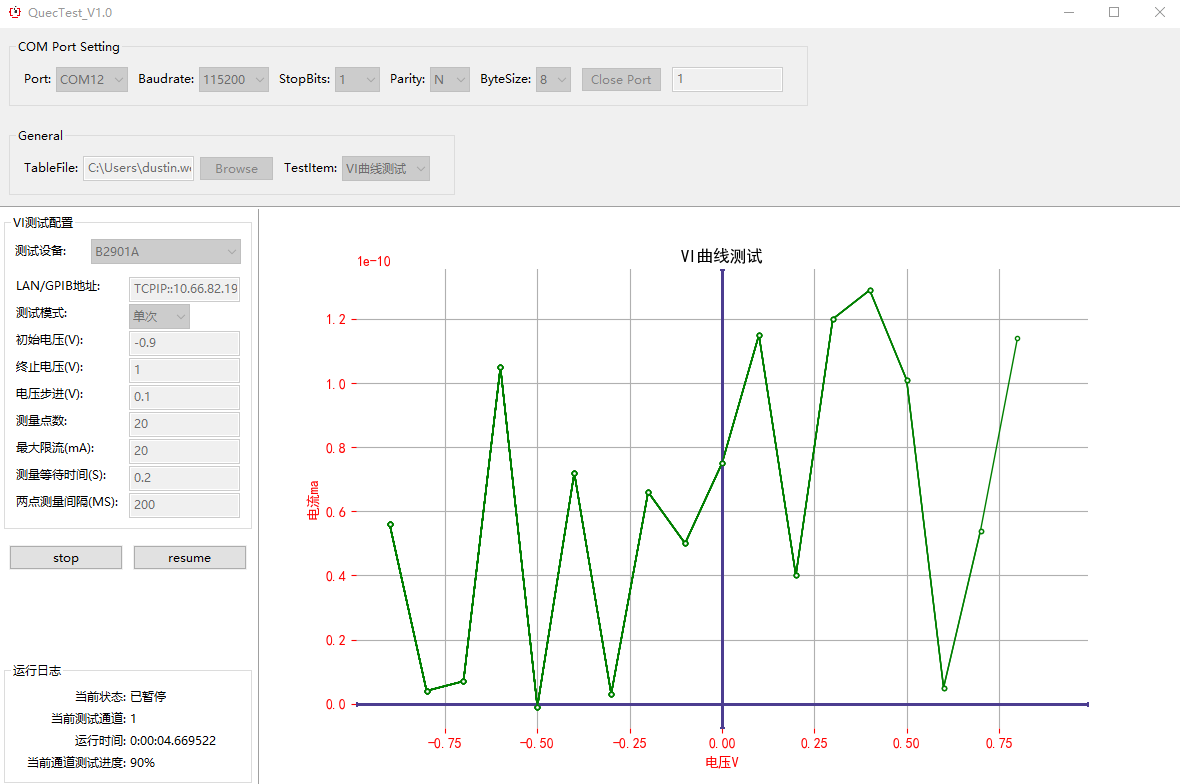 QuecTest_V1.0
COM Port Setting
Port: COM12 Baudrate: 115200 StopBits: 1 Parity: N ByteSize: 8 Close Port 1
General
TableFile: C:\Users\dustin.we Browse TestItem: VI曲线测试
VI测试配置
测试设备: B2901A
LAN/GPIB地址: TCPIP::10.66.82.19
测试模式: 单次
初始电压(V): -0.9
终止电压(V): 1
电压步进(V): 0.1
测量点数: 20
最大限流(mA): 20
测量等待时间(S): 0.2
两点测量间隔(MS): 200
stop resume
运行日志
当前状态: 已暂停
当前测试通道: 1
运行时间: 0:00:04.669522
当前通道测试进度: 90%
VI曲线测试
1e-10
1.2
1.0
0.8
0.6
0.4
0.2
0.0
电流ma
-0.75 -0.50 -0.25 0.00 0.25 0.50 0.75
电压V